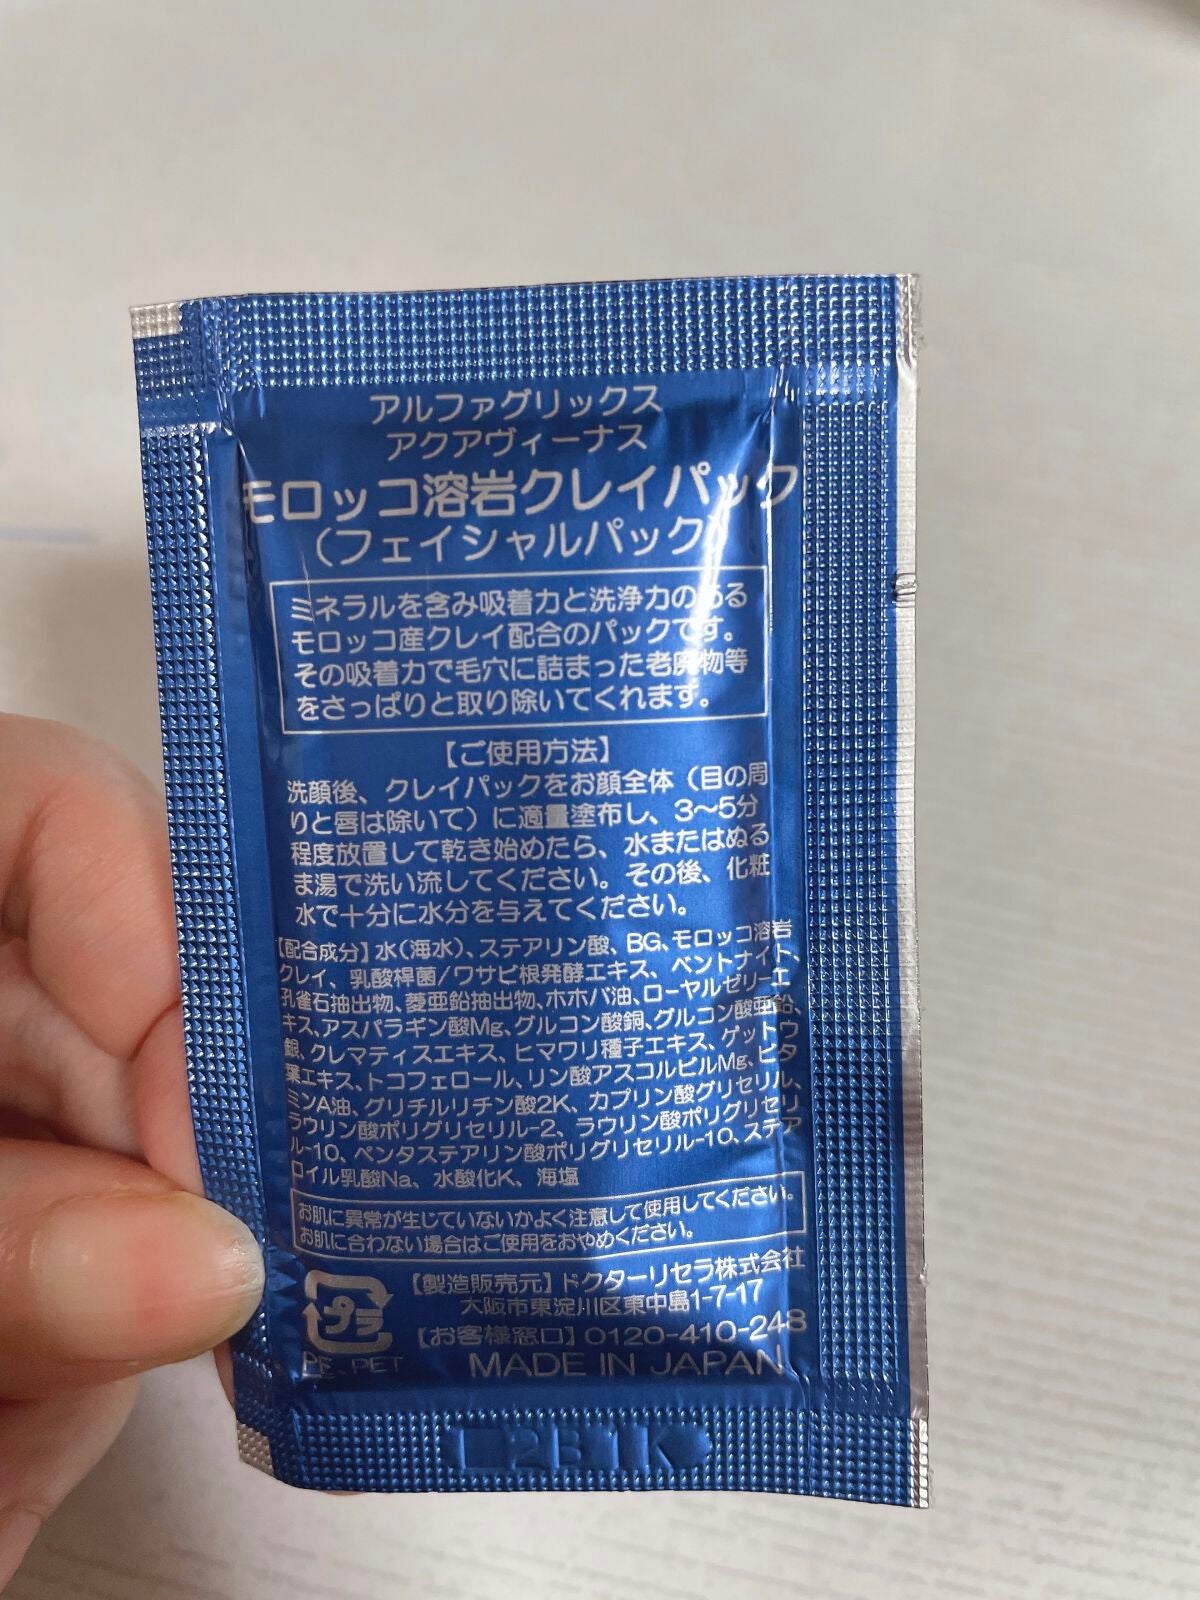 アルファグリックス
アクアヴィーナス
モロッコ溶岩クレイパック
（フェイシャルパック）
ミネラルを含み吸着力と洗浄力のある
モロッコ産クレイ配合のパックです。
その吸着力で毛穴に詰まった老廃物等
をさっぱりと取り除いてくれます。
【ご使用方法】
洗顔後、クレイパックをお顔全体（目の周
りと唇は除いて）に適量塗布し、3〜5分
程度放置して乾き始めたら、水またはぬる
ま湯で洗い流してください。その後、化粧
水で十分に水分を与えてください。
【配合成分】水（海水）、ステアリン酸、BG、モロッコ溶岩
クレイ、乳酸桿菌/ワサビ根発酵エキス、ベントナイト、
孔雀石抽出物、菱亜鉛抽出物、ホホバ油、ローヤルゼリーエ
キス、アスパラギン酸Mg、グルコン酸銅、グルコン酸亜鉛、
銀、クレマティスエキス、ヒマワリ種子エキス、ゲットウ
葉エキス、トコフェロール、リン酸アスコルビルMg、ビタ
ミンA油、グリチルリチン酸2K、カプリン酸グリセリル、
ラウリン酸ポリグリセリル-2、ラウリン酸ポリグリセリ
ル-10、ペンタステアリン酸ポリグリセリル-10、ステア
ロイル乳酸Na、水酸化K、海塩
お肌に異常が生じていないかよく注意して使用してください。
お肌に合わない場合はご使用をおやめください。
【製造販売元】ドクターリセラ株式会社
大阪市東淀川区東中島1-7-17
プラ
【お客様窓口】0120-410-248
PE、PET
MADE IN JAPAN
2B1K